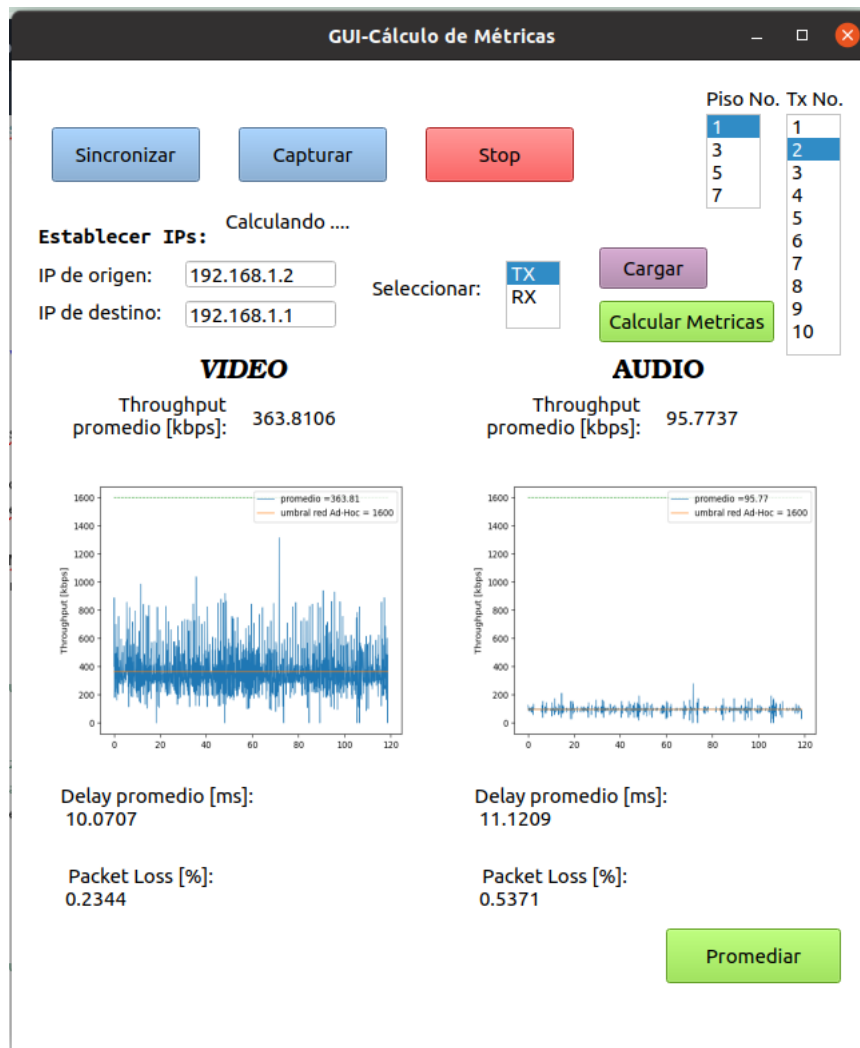 GUI-Cálculo de Métricas
Piso No. Tx No.
1
3
5
7
1
2
3
4
5
6
7
8
9
10
Sincronizar
Capturar
Stop
Calculando ....
Establecer IPs:
IP de origen: 192.168.1.2
IP de destino: 192.168.1.1
Seleccionar:
TX
RX
Cargar
Calcular Metricas
VIDEO
Throughput
promedio [kbps]: 363.8106
1600
1400
1200
1000
800
600
400
200
0
Throughput [kbps]
promedio =363.81
umbral red Ad-Hoc = 1600
0 20 40 60 80 100 120
Delay promedio [ms]:
10.0707
Packet Loss [%]:
0.2344
AUDIO
Throughput
promedio [kbps]: 95.7737
1600
1400
1200
1000
800
600
400
200
0
Throughput [kbps]
promedio =95.77
umbral red Ad-Hoc = 1600
0 20 40 60 80 100 120
Delay promedio [ms]:
11.1209
Packet Loss [%]:
0.5371
Promediar